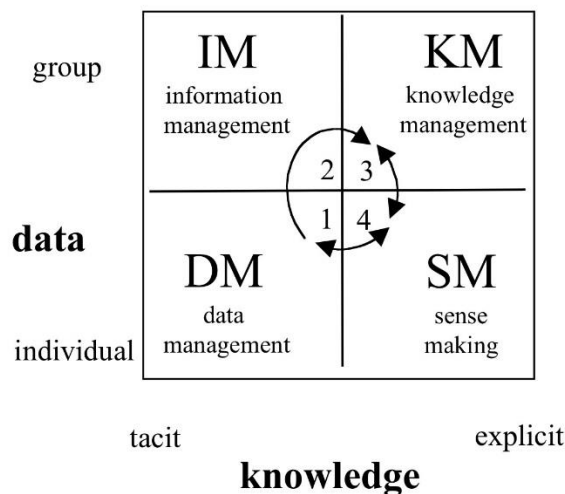 group
IM
information
management
KM
knowledge
management
2
3
1
4
data
DM
data
management
SM
sense
making
individual
tacit
explicit
knowledge